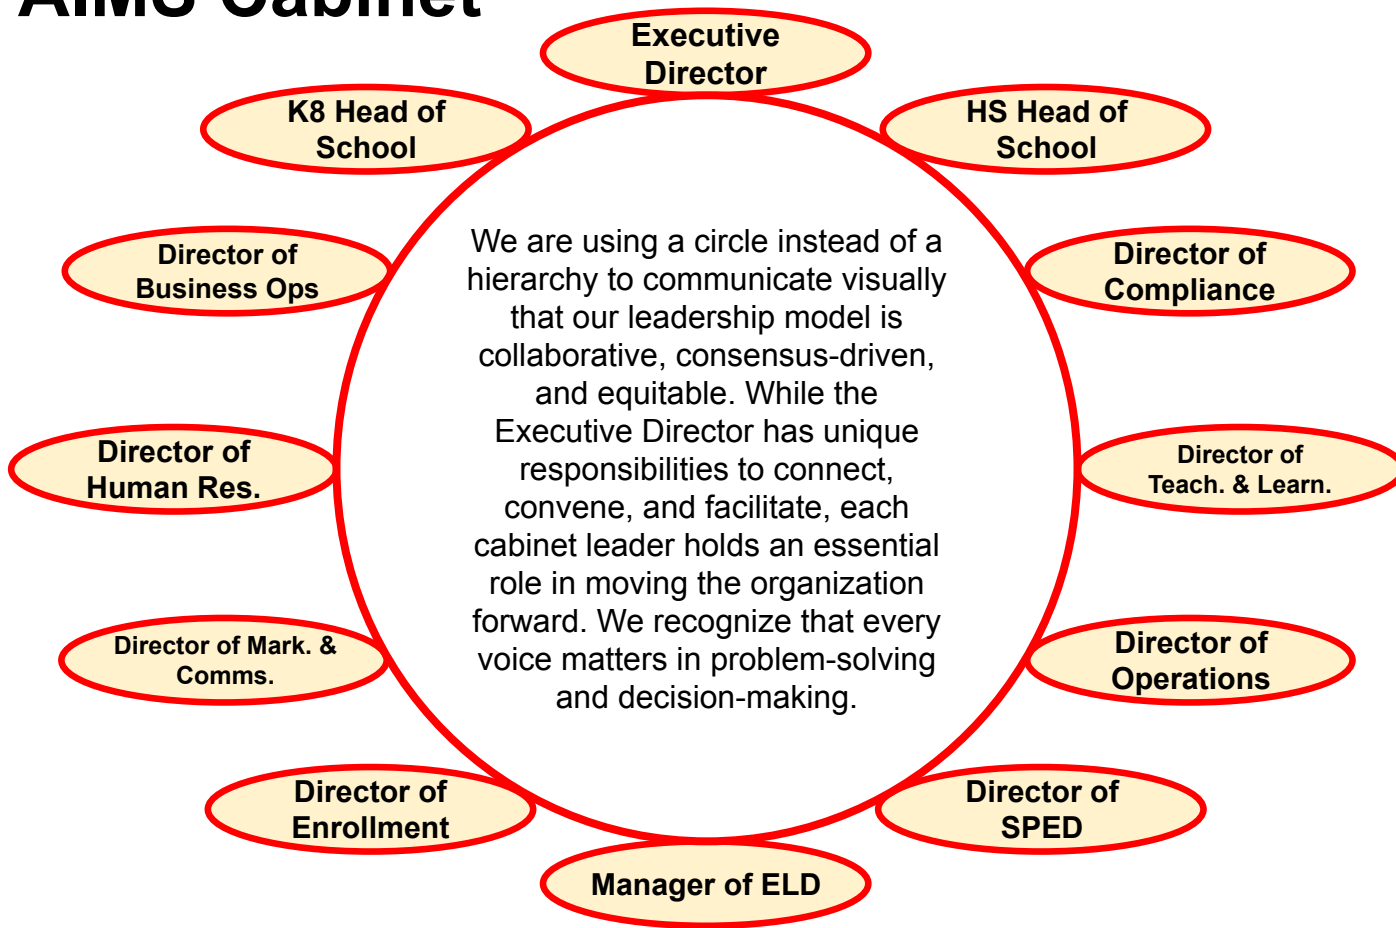 AIMS Cabinet
Executive
Director
K8 Head of
School
HS Head of
School
Director of
Business Ops
Director of
Compliance
We are using a circle instead of a
hierarchy to communicate visually
that our leadership model is
collaborative, consensus-driven,
and equitable. While the
Executive Director has unique
responsibilities to connect,
convene, and facilitate, each
cabinet leader holds an essential
role in moving the organization
forward. We recognize that every
voice matters in problem-solving
and decision-making.
Director of
Human Res.
Director of
Teach. & Learn.
Director of Mark. &
Comms.
Director of
Operations
Director of
Enrollment
Director of
SPED
Manager of ELD